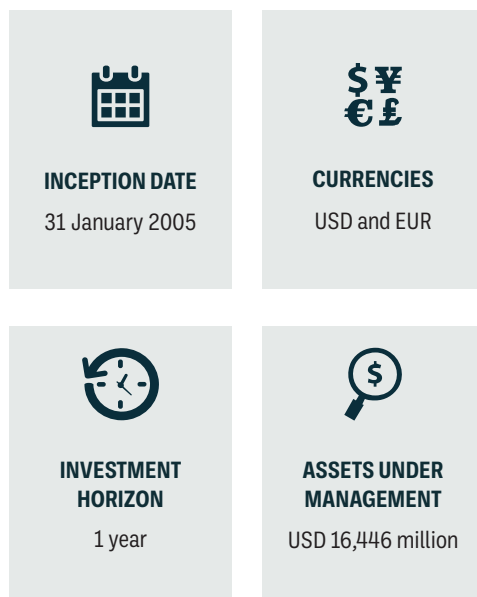 $ ¥
€ £
INCEPTION DATE
31 January 2005
CURRENCIES
USD and EUR
INVESTMENT
HORIZON
1 year
$
ASSETS UNDER
MANAGEMENT
USD 16,446 million